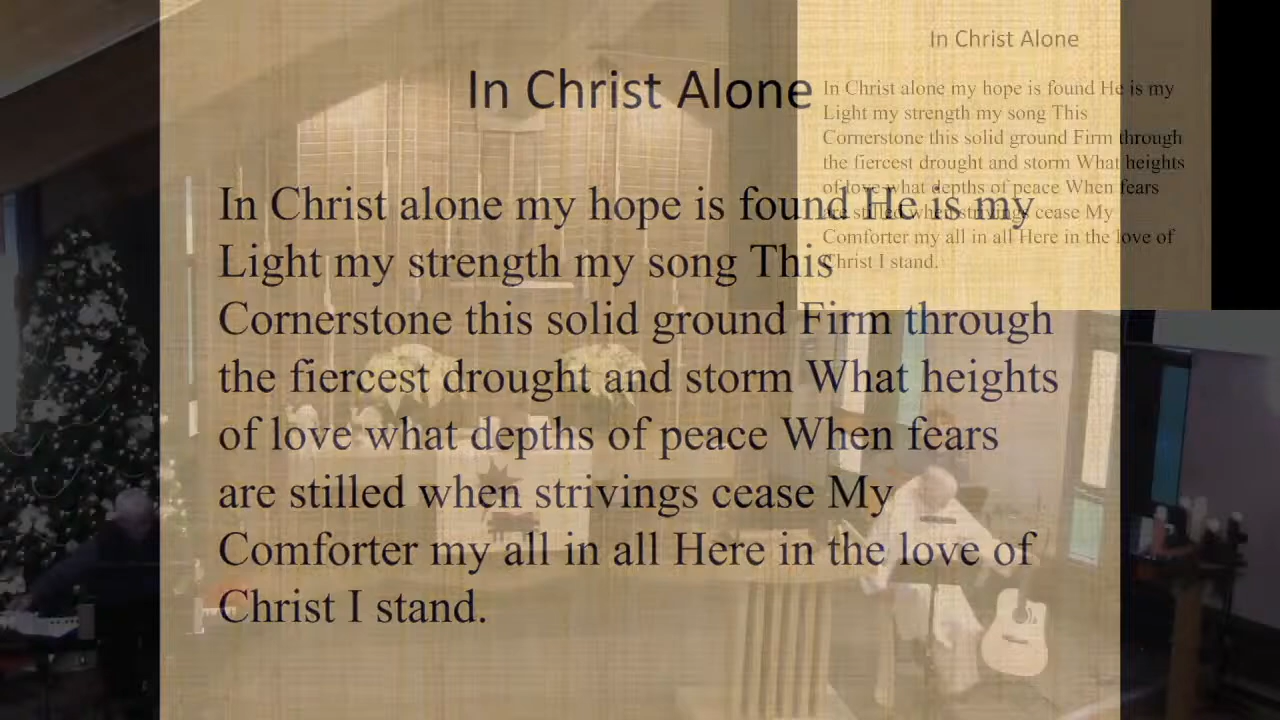 In Christ Alone
In Christ alone my hope is found He is my
Light my strength my song This
Cornerstone this solid ground Firm through
the fiercest drought and storm What heights
of love what depths of peace When fears
are stilled when strivings cease My
Comforter my all in all Here in the love of
Christ I stand.
In Christ Alone
In Christ alone my hope is found He is my
Light my strength my song This
Cornerstone this solid ground Firm through
the fiercest drought and storm What heights
of love what depths of peace When fears
are stilled when strivings cease My
Comforter my all in all Here in the love of
Christ I stand.